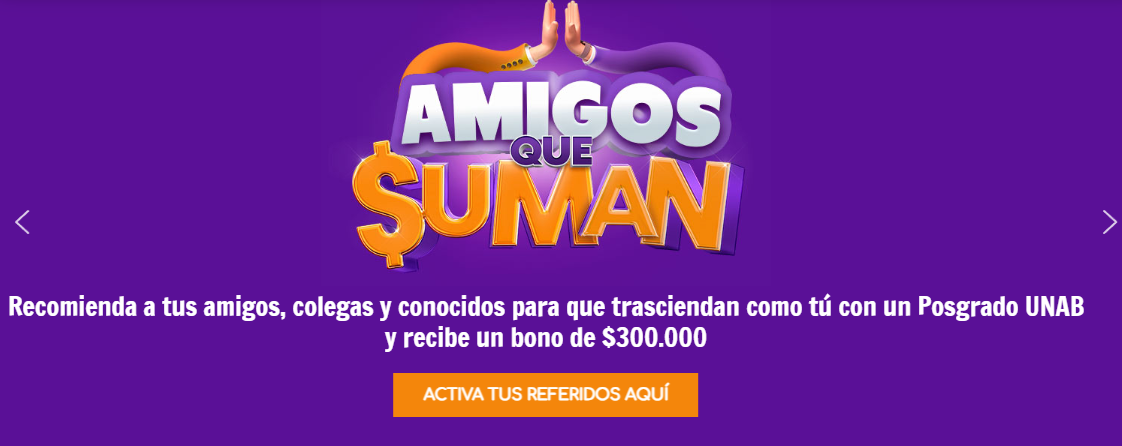 AMIGOS
QUE
$UMAN
Recomienda a tus amigos, colegas y conocidos para que trasciendan como tú con un Posgrado UNAB
y recibe un bono de $300.000
ACTIVA TUS REFERIDOS AQUÍ